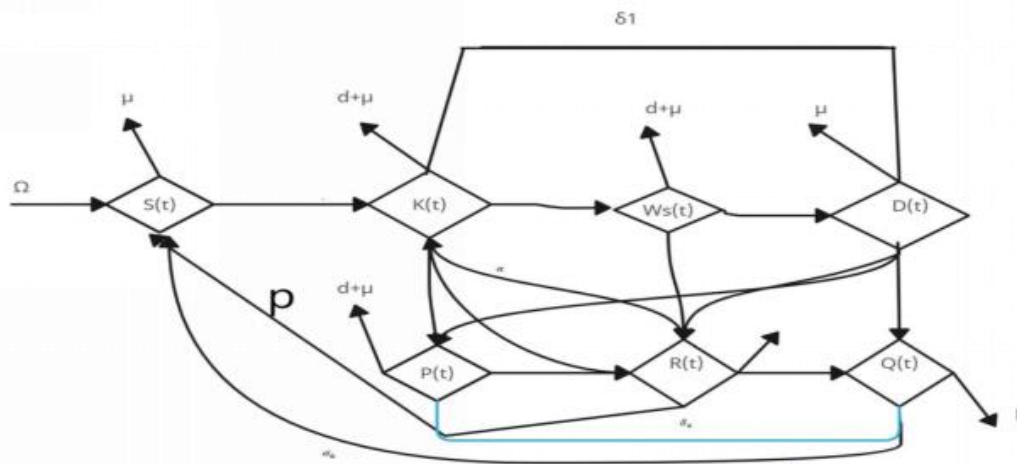 δ1
μ
d+μ
d+μ
μ
Ω
S(t)
K(t)
Ws(t)
D(t)
α
p
d+μ
P(t)
R(t)
Q(t)